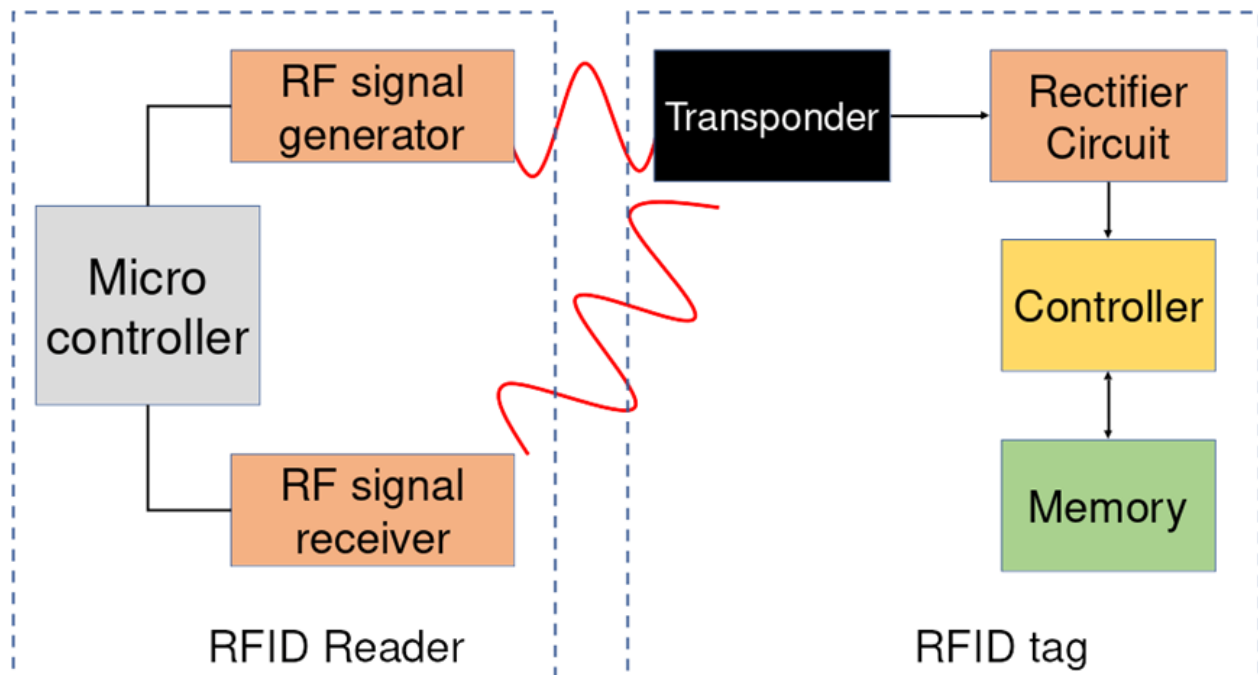 RF signal
generator
Transponder
Rectifier
Circuit
Micro
controller
Controller
RF signal
receiver
Memory
RFID Reader
RFID tag